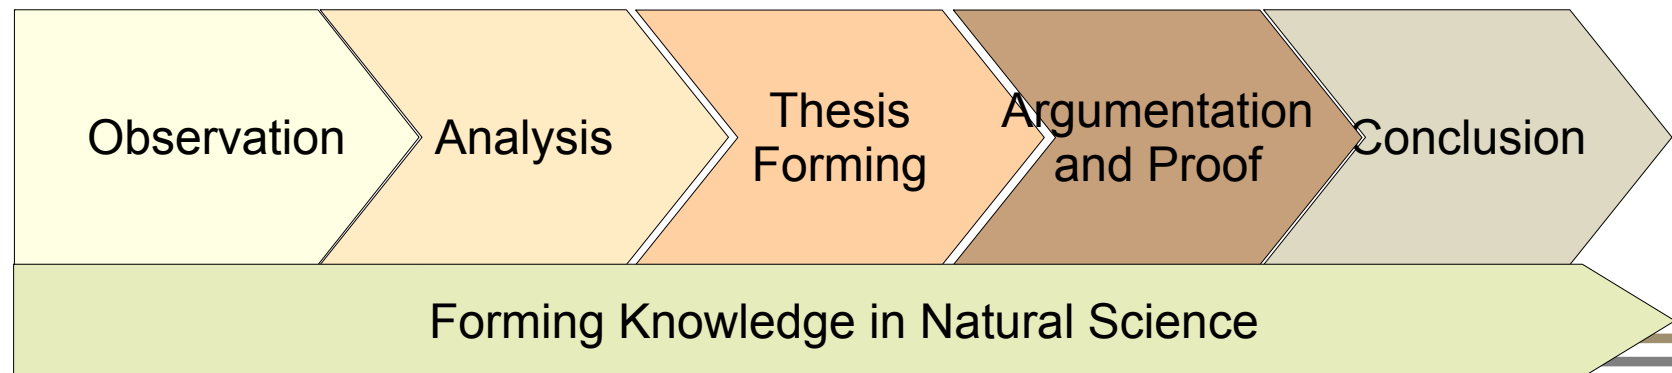 Observation
Analysis
Thesis
Forming
Argumentation
and Proof
Conclusion
Forming Knowledge in Natural Science